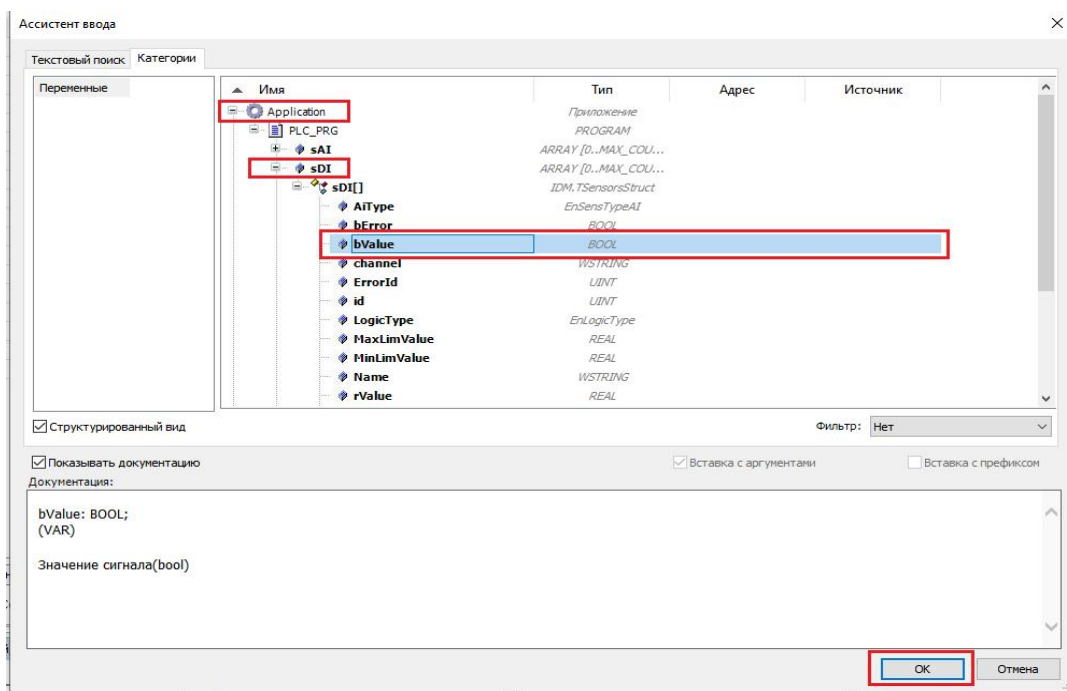 Ассистент ввода
Текстовый поиск Категории
Переменные
Имя Тип Адрес Источник
Application Приложение
PLC_PRG PROGRAM
sAI ARRAY [0..MAX_COU...
sDI ARRAY [0..MAX_COU...
sDI[] IDM.TSensorsStruct
AiType EnSensTypeAI
bError BOOL
bValue BOOL
channel WSTRING
ErrorId UINT
id UINT
LogicType EnLogicType
MaxLimValue REAL
MinLimValue REAL
Name WSTRING
rValue REAL
Структурированный вид Фильтр: Нет
Показывать документацию Вставка с аргументами Вставка с префиксом
Документация:
bValue: BOOL;
(VAR)
Значение сигнала(bool)
OK Отмена